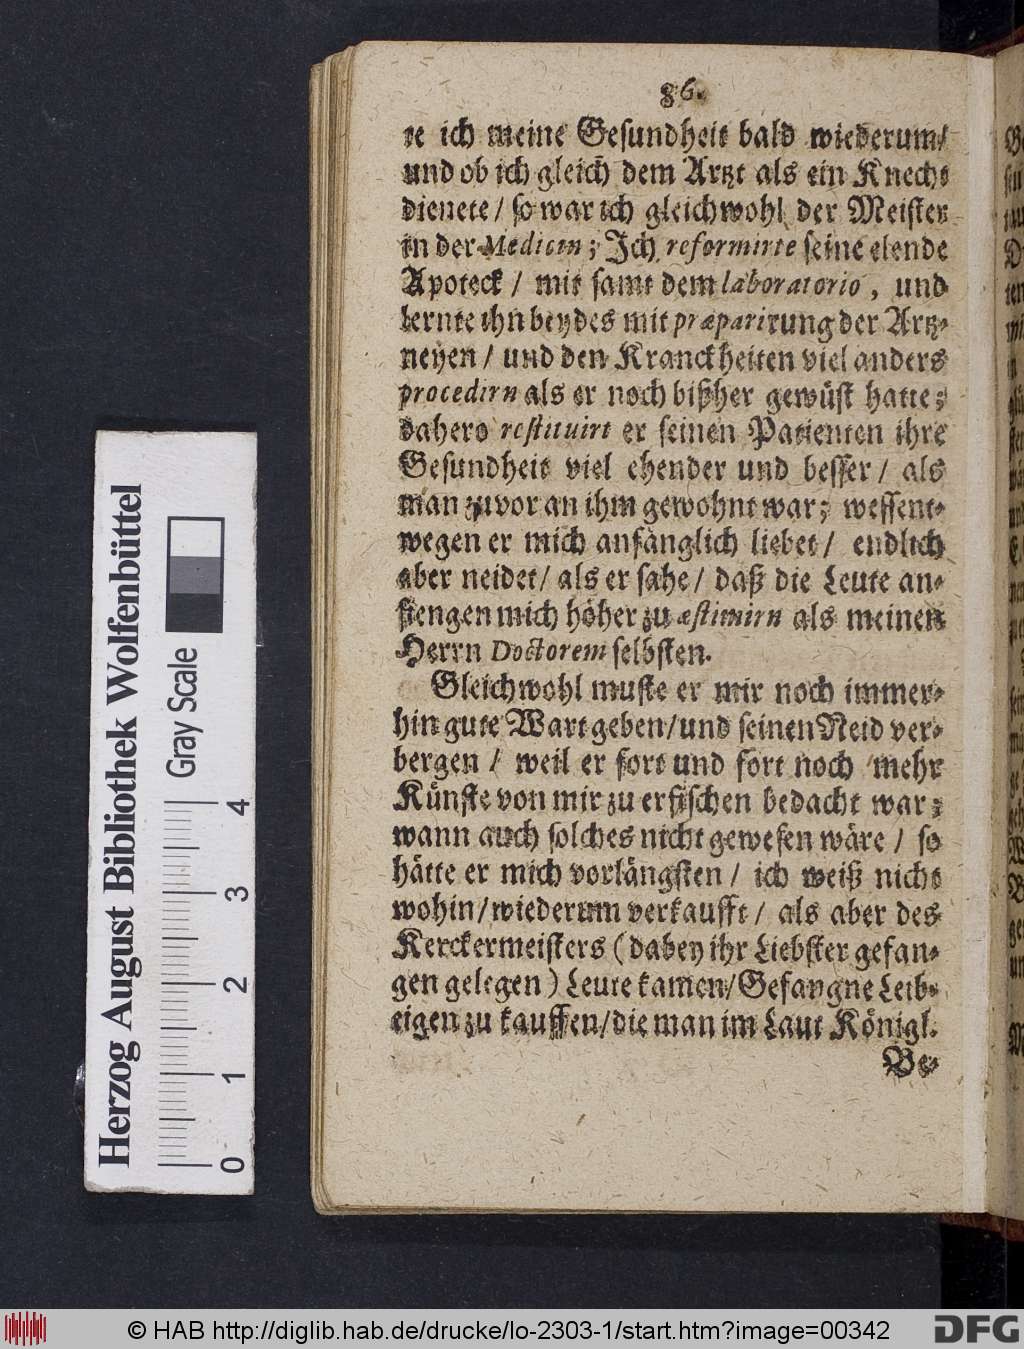 86.
te ich meine Gesundheit bald wiederum/
und ob ich gleich dem Artzt als ein Knecht
dienete / so war ich gleichwohl der Meister
in der Medicin; Ich reformirte seine elende
Apoteck / mit samt dem laboratorio, und
lernte ihn beydes mit præparirung der Artz-
neyen / und den Kranckheiten viel anders
procedirn als er noch bißher gewüst hatte;
dahero restituirt er seinen Patienten ihre
Gesundheit viel ehender und besser / als
man zuvor an ihm gewohnt war; wessent-
wegen er mich anfänglich liebet / endlich
aber neidet / als er sahe / daß die Leute an-
fiengen mich höher zu æstimirn als meinen
Herrn Doctorem selbsten.
Gleichwohl muste er mir noch immer-
hin gute Wart geben / und seinen Neid ver-
bergen / weil er fort und fort noch mehr
Künste von mir zu erfischen bedacht war;
wann auch solches nicht gewesen wäre / so
hätte er mich vorlängsten / ich weiß nicht
wohin / wiederum verkaufft / als aber des
Kerckermeisters (dabey ihr Liebster gefan-
gen gelegen) Leute kamen / Gefangne Leib-
eigen zu kauffen / die man im Laut Königl.
Be-
Herzog August Bibliothek Wolfenbüttel
Gray Scale
0 1 2 3 4
© HAB http://diglib.hab.de/drucke/lo-2303-1/start.htm?image=00342
DFG